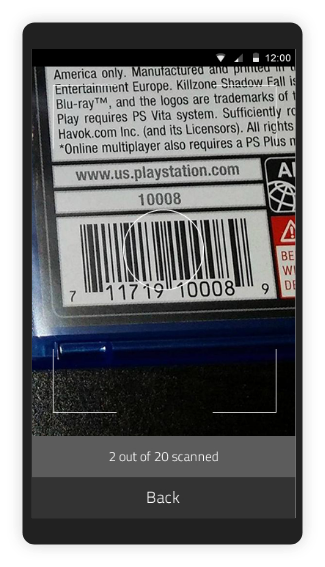 12:00
America only. Manufactured and printed in
Entertainment Europe. Killzone Shadow Fall is
Blu-ray™, and the logos are trademarks of
Play requires PS Vita system. Sufficiently
Havok.com Inc. (and its Licensors). All rights
*Online multiplayer also requires a PS Plus
www.us.playstation.com
10008
7 11719 10008 9
2 out of 20 scanned
Back